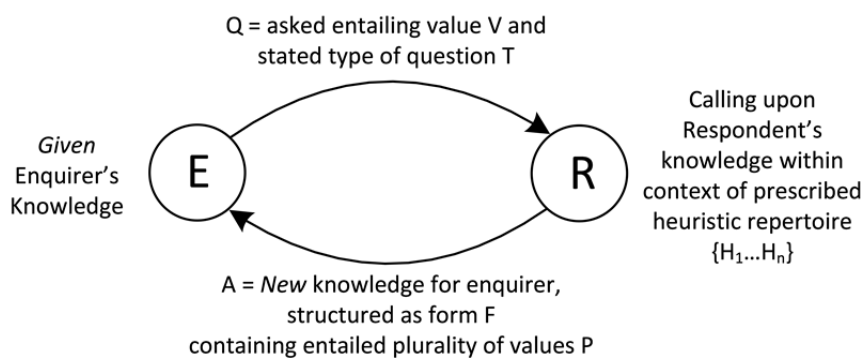 Q = asked entailing value V and
stated type of question T
Given
Enquirer's
Knowledge
E
R
Calling upon
Respondent's
knowledge within
context of prescribed
heuristic repertoire
{H₁...Hₙ}
A = New knowledge for enquirer,
structured as form F
containing entailed plurality of values P